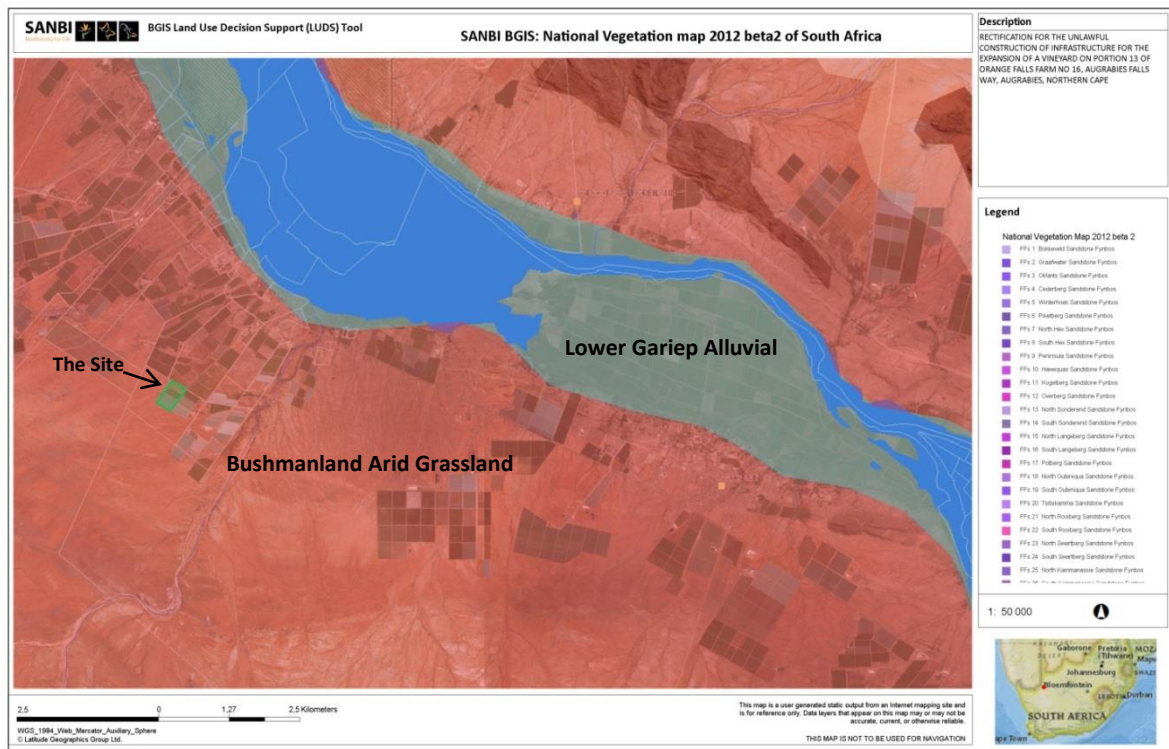 SANBI
Biodiversity for Life
BGIS Land Use Decision Support (LUDS) Tool
SANBI BGIS: National Vegetation map 2012 beta2 of South Africa
Description
RECTIFICATION FOR THE UNLAWFUL
CONSTRUCTION OF INFRASTRUCTURE FOR THE
EXPANSION OF A VINEYARD ON PORTION 13 OF
ORANGE FALLS FARM NO 16, AUGRABIES FALLS
WAY, AUGRABIES, NORTHERN CAPE
The Site
Lower Gariep Alluvial
Bushmanland Arid Grassland
Legend
National Vegetation Map 2012 beta 2
FFs 1 Bokkeveld Sandstone Fynbos
FFs 2 Graafwater Sandstone Fynbos
FFs 3 Olifants Sandstone Fynbos
FFs 4 Cederberg Sandstone Fynbos
FFs 5 Winterhoek Sandstone Fynbos
FFs 6 Piketberg Sandstone Fynbos
FFs 7 North Hex Sandstone Fynbos
FFs 8 South Hex Sandstone Fynbos
FFs 9 Peninsula Sandstone Fynbos
FFs 10 Hawequas Sandstone Fynbos
FFs 11 Kogelberg Sandstone Fynbos
FFs 12 Overberg Sandstone Fynbos
FFs 13 North Sonderend Sandstone Fynbos
FFs 14 South Sonderend Sandstone Fynbos
FFs 15 North Langeberg Sandstone Fynbos
FFs 16 South Langeberg Sandstone Fynbos
FFs 17 Potberg Sandstone Fynbos
FFs 18 North Outeniqua Sandstone Fynbos
FFs 19 South Outeniqua Sandstone Fynbos
FFs 20 Tsitsikamma Sandstone Fynbos
FFs 21 North Rooiberg Sandstone Fynbos
FFs 22 South Rooiberg Sandstone Fynbos
FFs 23 North Swartberg Sandstone Fynbos
FFs 24 South Swartberg Sandstone Fynbos
FFs 25 North Kammanassie Sandstone Fynbos
1: 50 000
Gaborone Pretoria
(Tshwane)
MOZ
Map
Johannesburg
SWAZ
Bloemfontein
LESOTHO
Durban
SOUTH AFRICA
ape Town
2.5 0 1.27 2.5 Kilometers
WGS_1984_Web_Mercator_Auxiliary_Sphere
© Latitude Geographics Group Ltd.
This map is a user generated static output from an Internet mapping site and
is for reference only. Data layers that appear on this map may or may not be
accurate, current, or otherwise reliable.
THIS MAP IS NOT TO BE USED FOR NAVIGATION